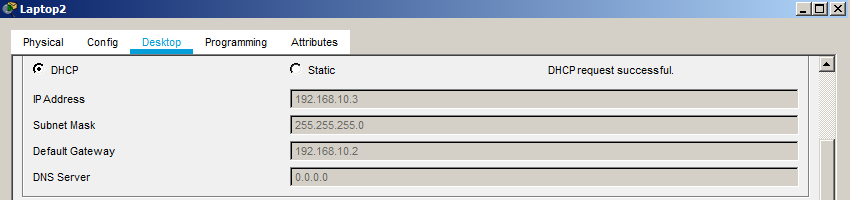 Laptop2
Physical Config Desktop Programming Attributes
DHCP Static DHCP request successful.
IP Address 192.168.10.3
Subnet Mask 255.255.255.0
Default Gateway 192.168.10.2
DNS Server 0.0.0.0